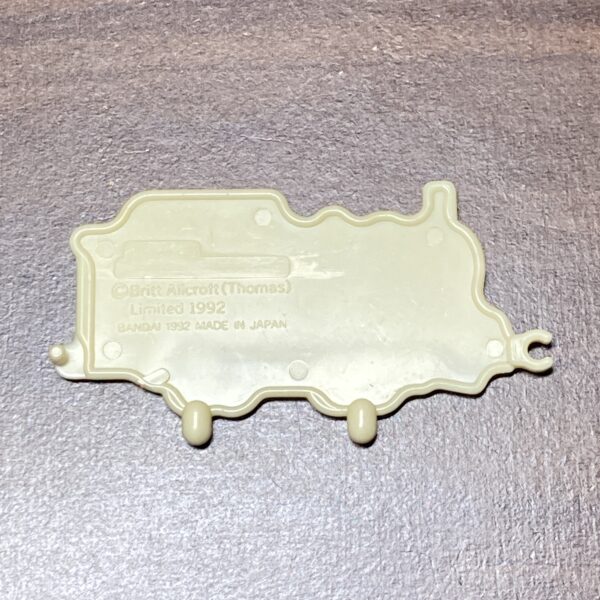 ©Britt Allcroft (Thomas)
Limited 1992
BANDAI 1992 MADE IN JAPAN